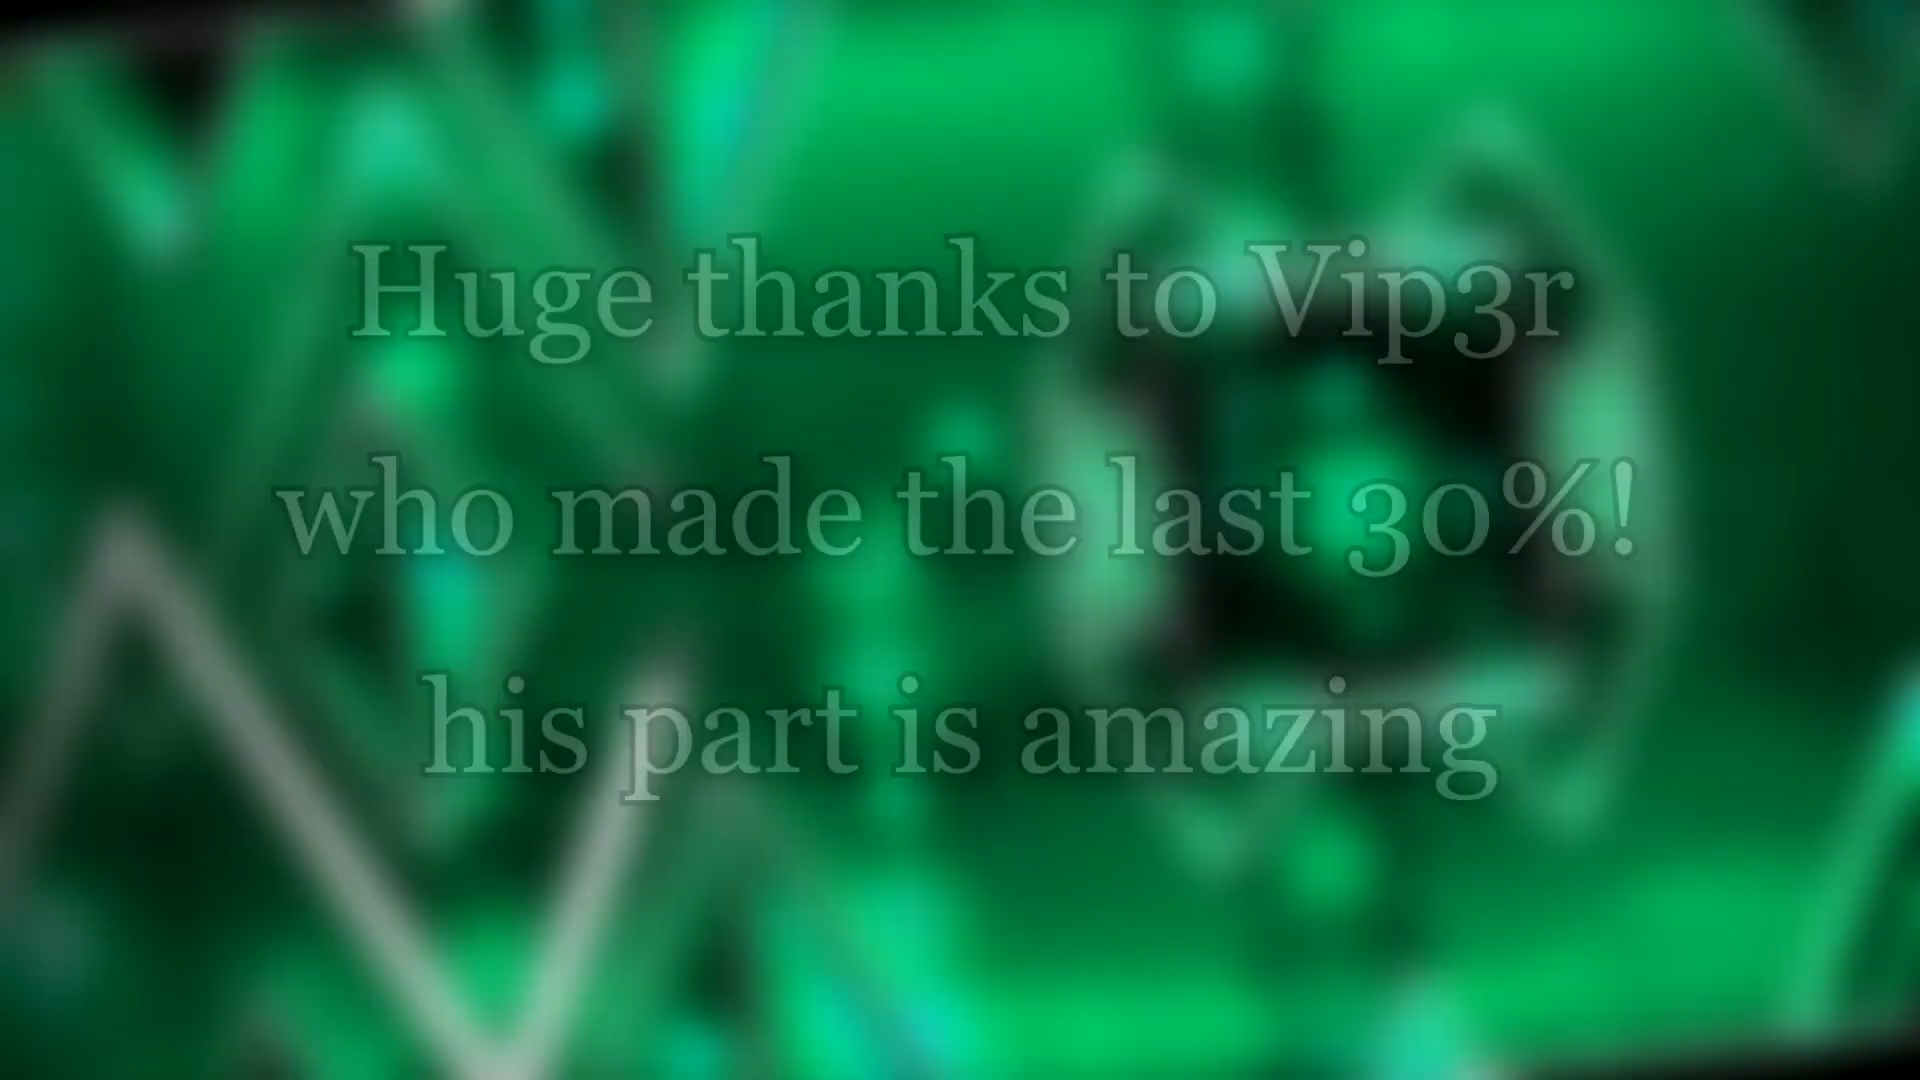 Huge thanks to Vip3r
who made the last 30%!
his part is amazing